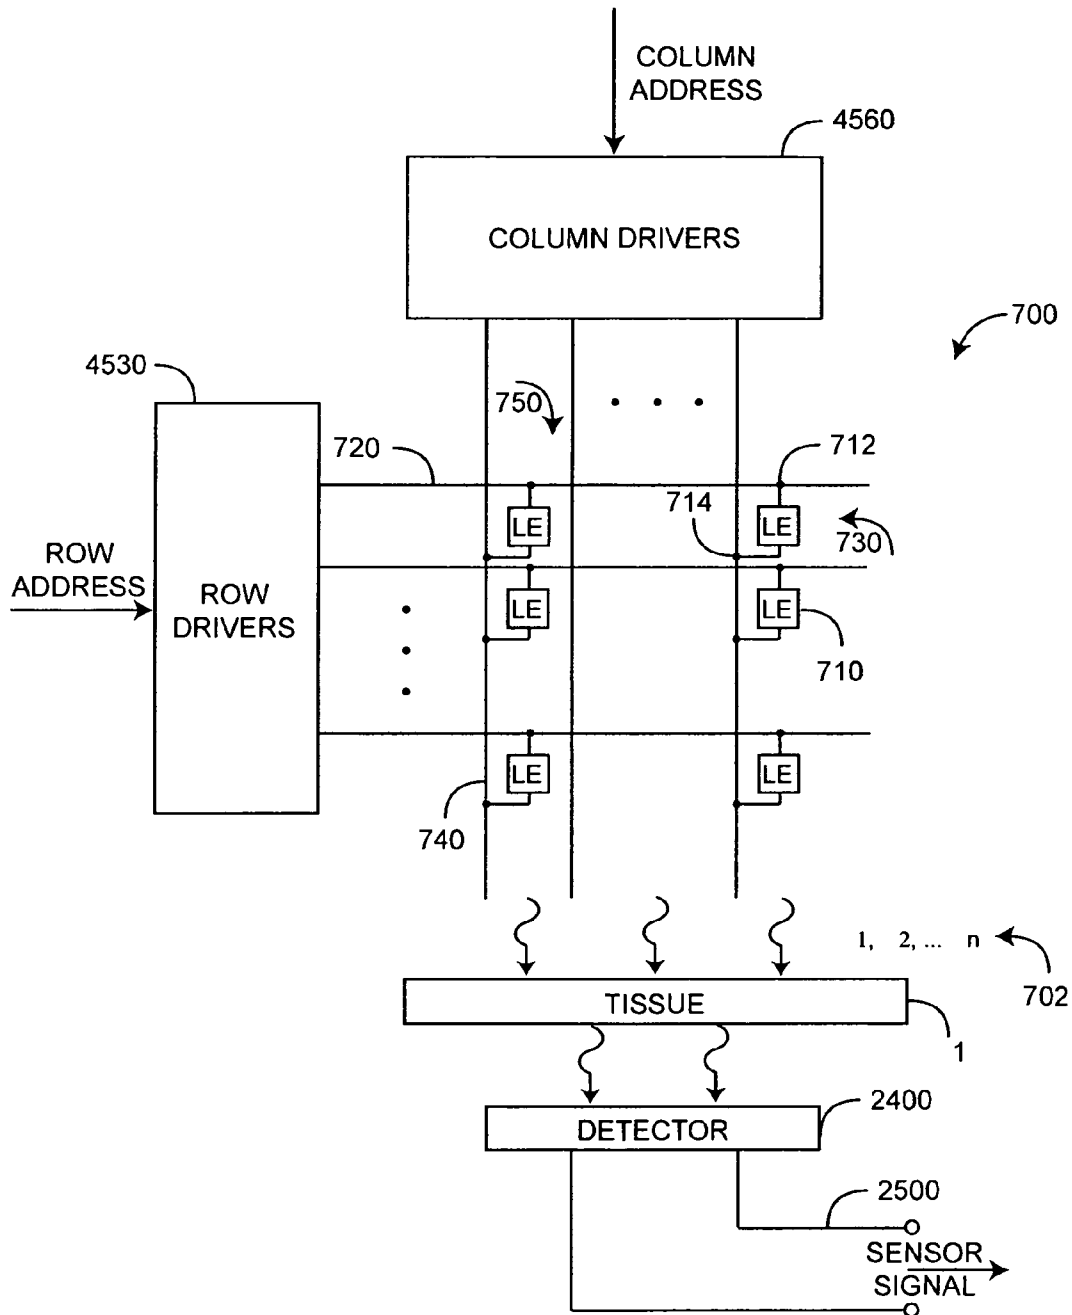 COLUMN
ADDRESS
4560
COLUMN DRIVERS
700
4530
750
720
712
714
LE
LE
730
ROW
ADDRESS
ROW
DRIVERS
LE
LE
710
LE
LE
740
1, 2, ... n
702
TISSUE
1
2400
DETECTOR
2500
SENSOR
SIGNAL